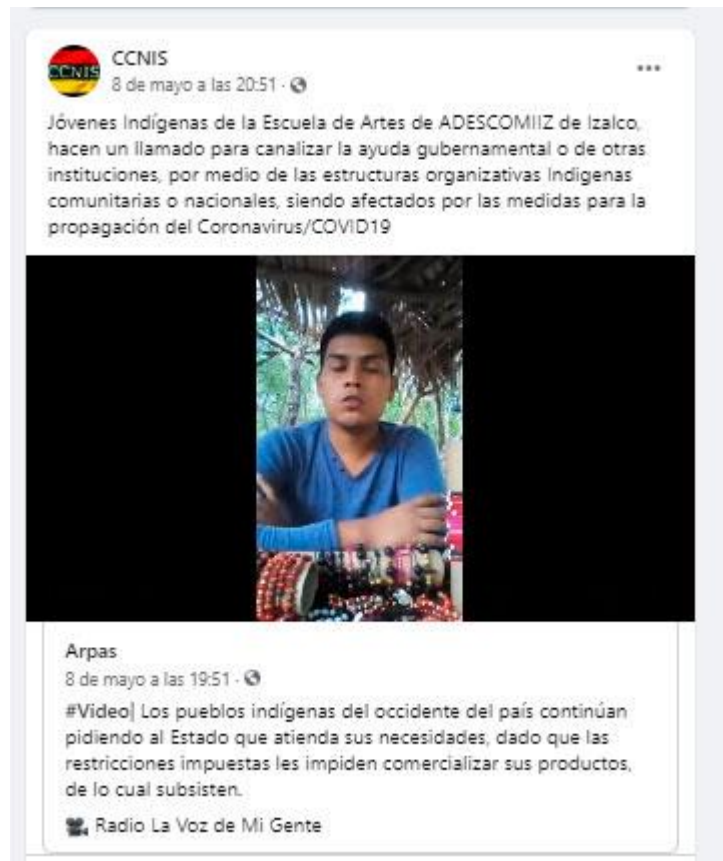 CCNIS
CCNIS
8 de mayo a las 20:51 ·
Jóvenes Indígenas de la Escuela de Artes de ADESCOMIIZ de Izalco,
hacen un llamado para canalizar la ayuda gubernamental o de otras
instituciones, por medio de las estructuras organizativas Indigenas
comunitarias o nacionales, siendo afectados por las medidas para la
propagación del Coronavirus/COVID19
Arpas
8 de mayo a las 19:51 ·
#Video| Los pueblos indígenas del occidente del país continúan
pidiendo al Estado que atienda sus necesidades, dado que las
restricciones impuestas les impiden comercializar sus productos,
de lo cual subsisten.
Radio La Voz de Mi Gente